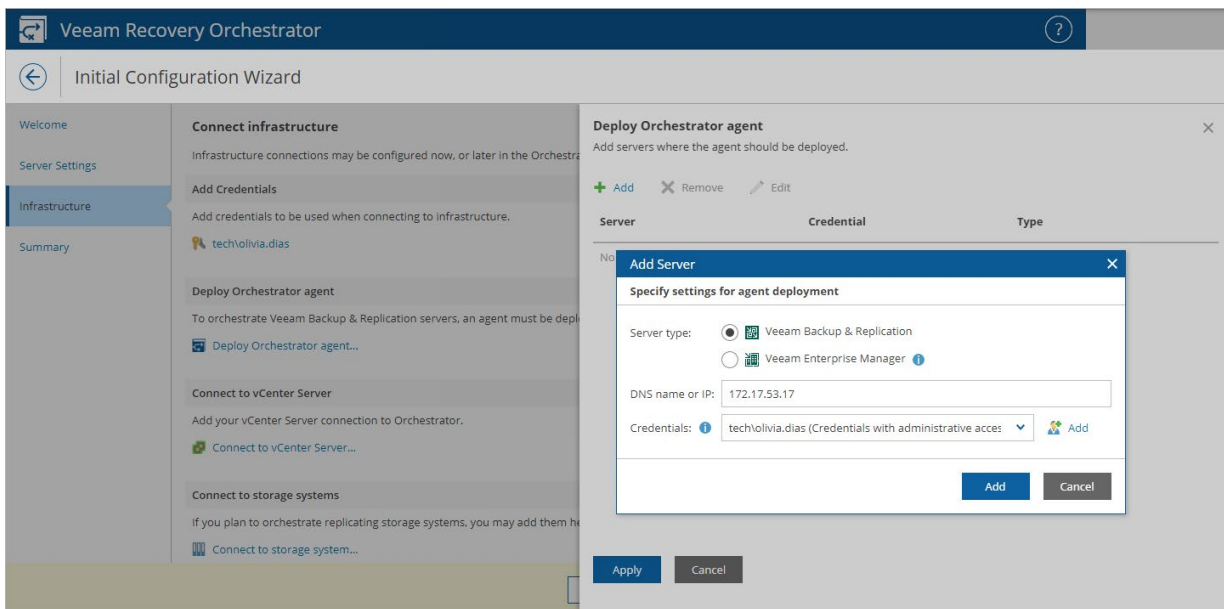 Veeam Recovery Orchestrator
?
Initial Configuration Wizard
Welcome
Server Settings
Infrastructure
Summary
Connect infrastructure
Infrastructure connections may be configured now, or later in the Orchestra
Add Credentials
Add credentials to be used when connecting to infrastructure.
tech\olivia.dias
Deploy Orchestrator agent
To orchestrate Veeam Backup & Replication servers, an agent must be depl
Deploy Orchestrator agent...
Connect to vCenter Server
Add your vCenter Server connection to Orchestrator.
Connect to vCenter Server...
Connect to storage systems
If you plan to orchestrate replicating storage systems, you may add them he
Connect to storage system...
Deploy Orchestrator agent
Add servers where the agent should be deployed.
Add Remove Edit
Server Credential Type
No
Add Server
Specify settings for agent deployment
Server type: Veeam Backup & Replication
Veeam Enterprise Manager
DNS name or IP: 172.17.53.17
Credentials: tech\olivia.dias (Credentials with administrative acces Add
Add Cancel
Apply Cancel